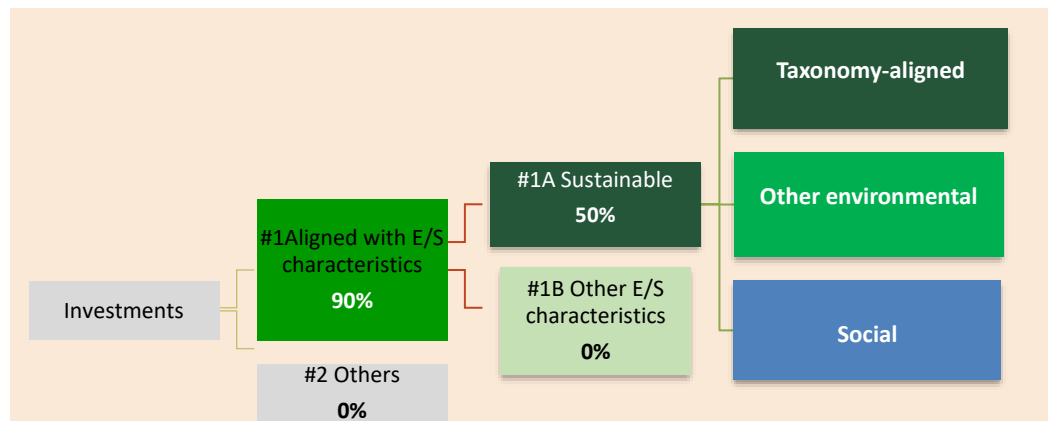 Investments
#1Aligned with E/S
characteristics
90%
#2 Others
0%
#1A Sustainable
50%
#1B Other E/S
characteristics
0%
Taxonomy-aligned
Other environmental
Social